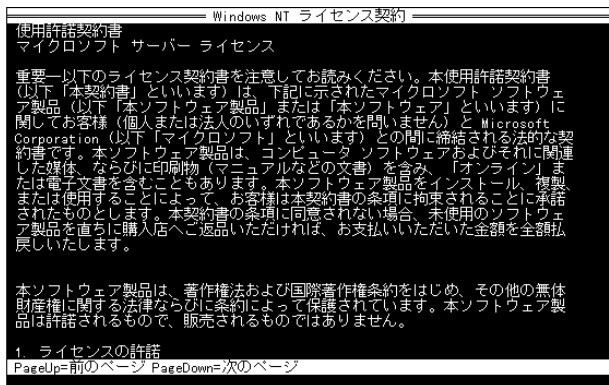 Windows NT ライセンス契約
使用許諾契約書
マイクロソフト サーバー ライセンス
重要―以下のライセンス契約書を注意してお読みください。本使用許諾契約書
(以下「本契約書」といいます) は、下記に示されたマイクロソフト ソフトウェ
ア製品 (以下「本ソフトウェア製品」または「本ソフトウェア」といいます) に
関してお客様 (個人または法人のいずれであるかを問いません) と Microsoft
Corporation (以下「マイクロソフト」といいます) との間に締結される法的な契
約書です。本ソフトウェア製品は、コンピュータ ソフトウェアおよびそれに関連
した媒体、ならびに印刷物 (マニュアルなどの文書) を含み、「オンライン」ま
たは電子文書を含むこともあります。本ソフトウェア製品をインストール、複製、
または使用することによって、お客様は本契約書の条項に拘束されることに承諾
されたものとします。本契約書の条項に同意されない場合、未使用のソフトウェ
ア製品を直ちに購入店へご返品いただければ、お支払いいただいた金額を全額払
戻しいたします。
本ソフトウェア製品は、著作権法および国際著作権条約をはじめ、その他の無体
財産権に関する法律ならびに条約によって保護されています。本ソフトウェア製
品は許諾されるもので、販売されるものではありません。
1. ライセンスの許諾
PageUp=前のページ PageDown=次のページ